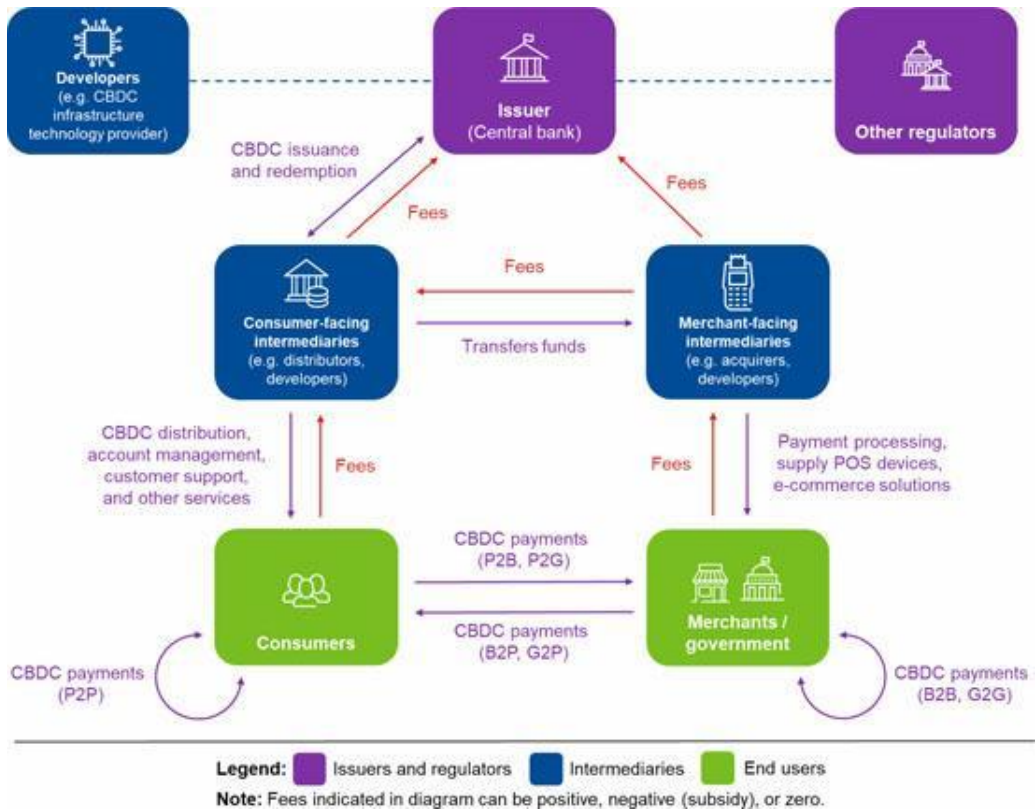 Developers
(e.g. CBDC
infrastructure
technology provider)
Issuer
(Central bank)
Other regulators
CBDC issuance
and redemption
Fees
Fees
Consumer-facing
intermediaries
(e.g. distributors,
developers)
Fees
Transfers funds
Merchant-facing
intermediaries
(e.g. acquirers,
developers)
CBDC distribution,
account management,
customer support,
and other services
Fees
Fees
Payment processing,
supply POS devices,
e-commerce solutions
Consumers
CBDC payments
(P2B, P2G)
CBDC payments
(B2P, G2P)
Merchants /
government
CBDC payments
(P2P)
CBDC payments
(B2B, G2G)
Legend: Issuers and regulators Intermediaries End users
Note: Fees indicated in diagram can be positive, negative (subsidy), or zero.